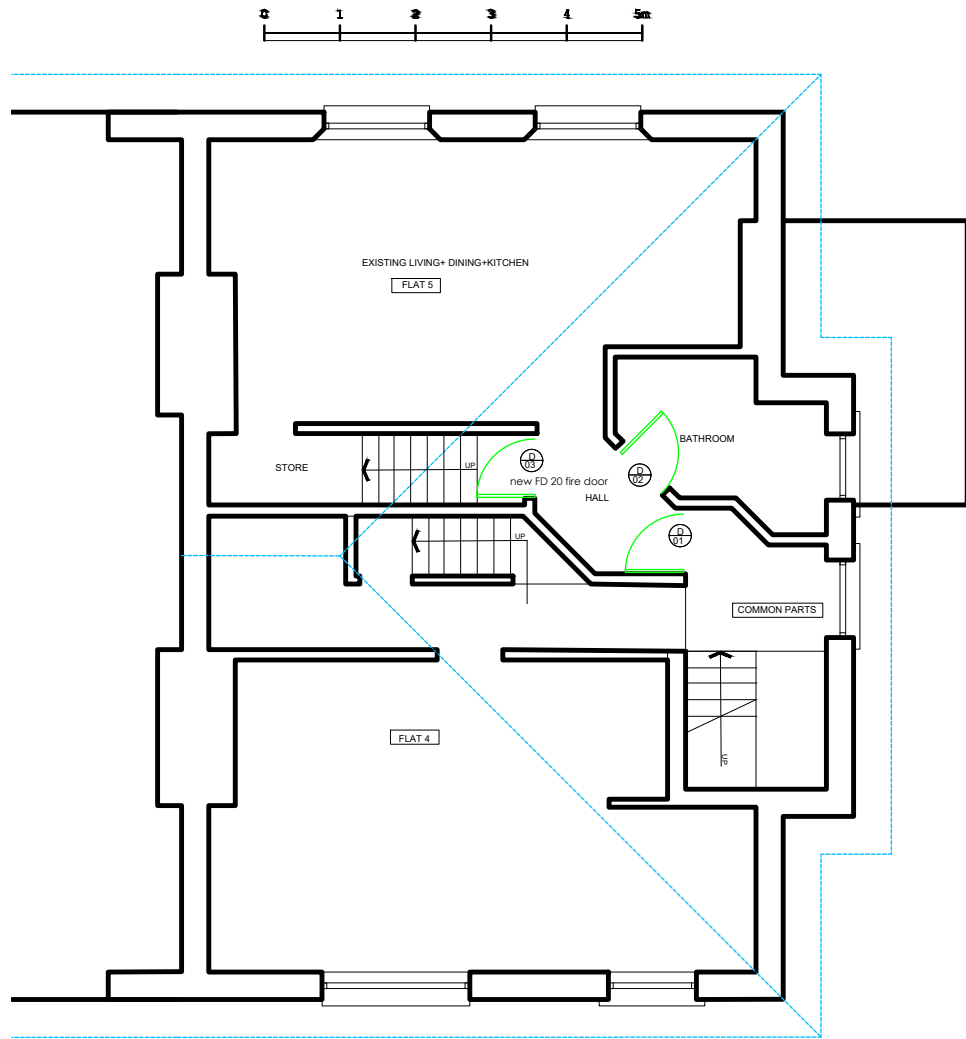 0 1 2 3 4 5m
EXISTING LIVING+ DINING+KITCHEN
FLAT 5
BATHROOM
STORE
UP
D
03
new FD 20 fire door
D
02
HALL
UP
D
01
COMMON PARTS
FLAT 4
UP